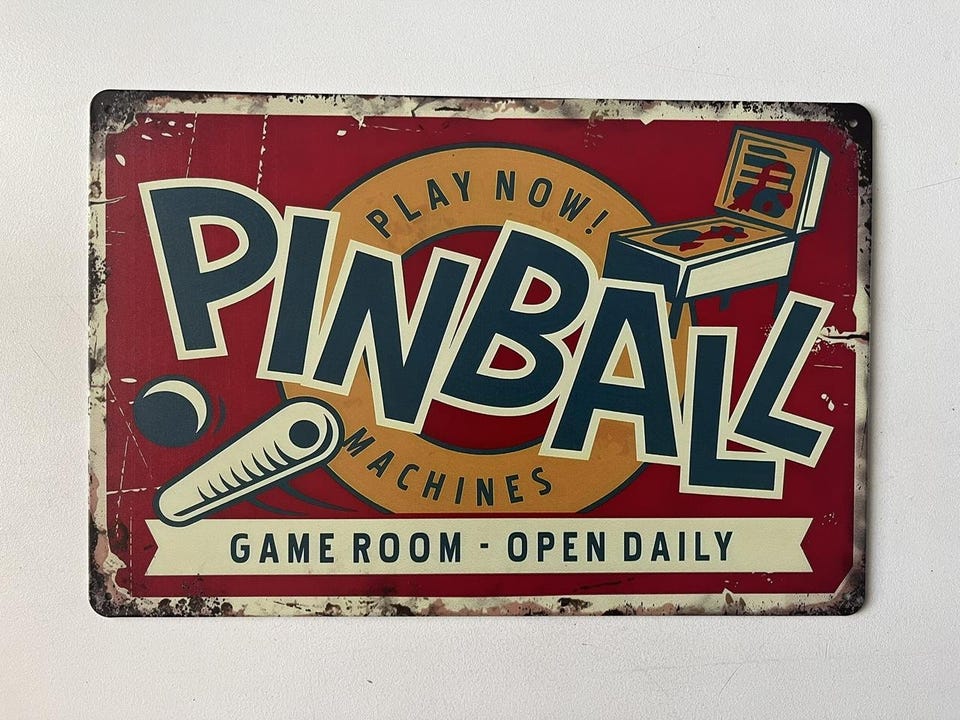 PLAY NOW!
PINBALL
MACHINES
GAME ROOM - OPEN DAILY